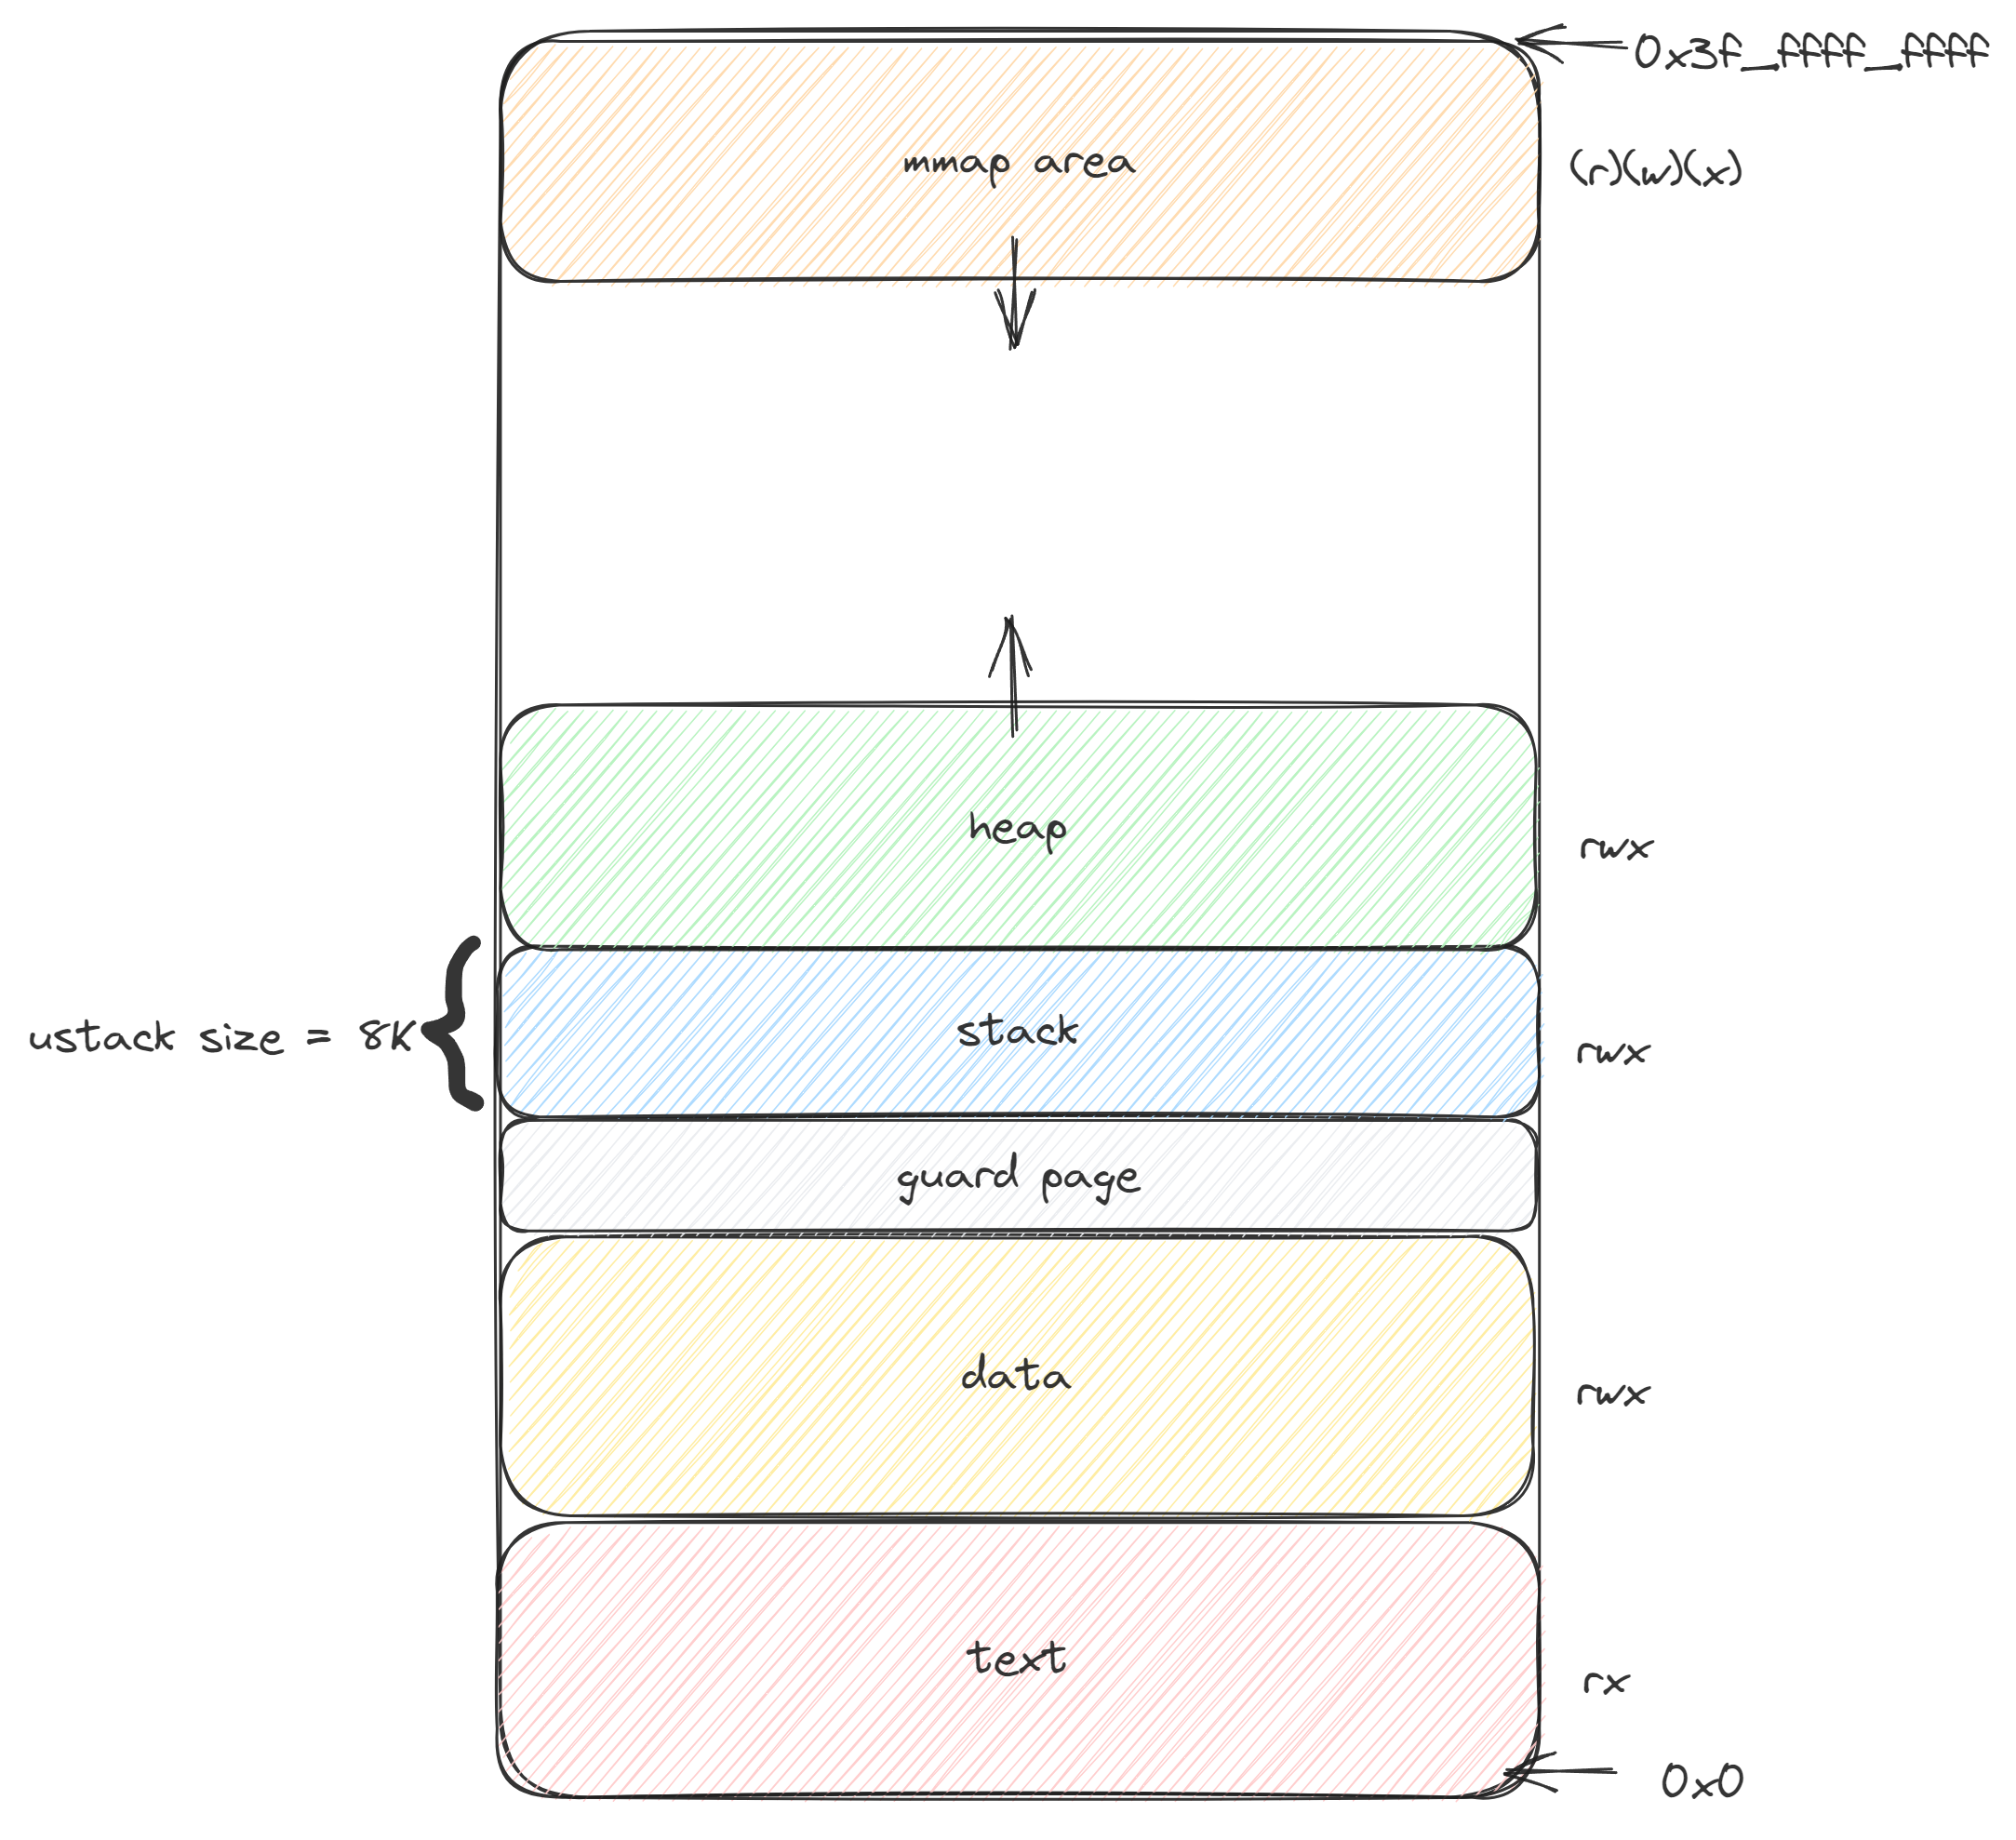 0x3f_ffff_ffff
mmap area
(r)(w)(x)
heap
rwx
ustack size = 8K
stack
rwx
guard page
data
rwx
text
rx
0x0